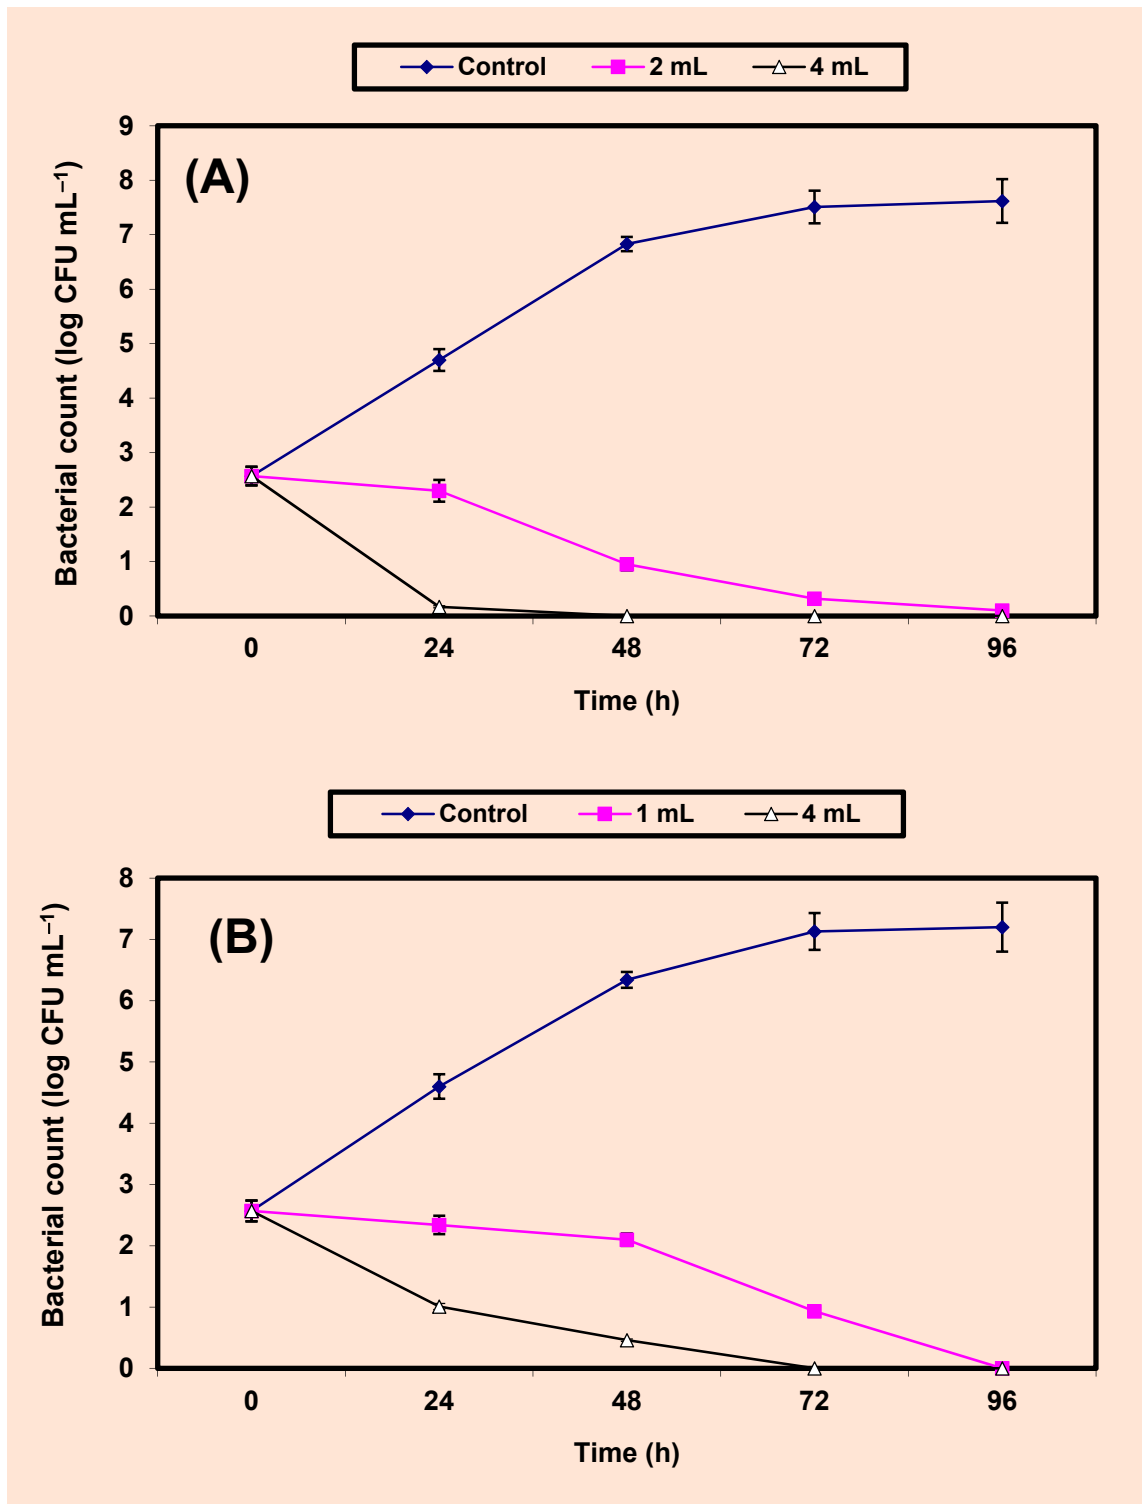 Control 2 mL 4 mL
(A)
Bacterial count (log CFU mL⁻¹)
9
8
7
6
5
4
3
2
1
0
0 24 48 72 96
Time (h)
Control 1 mL 4 mL
(B)
Bacterial count (log CFU mL⁻¹)
8
7
6
5
4
3
2
1
0
0 24 48 72 96
Time (h)